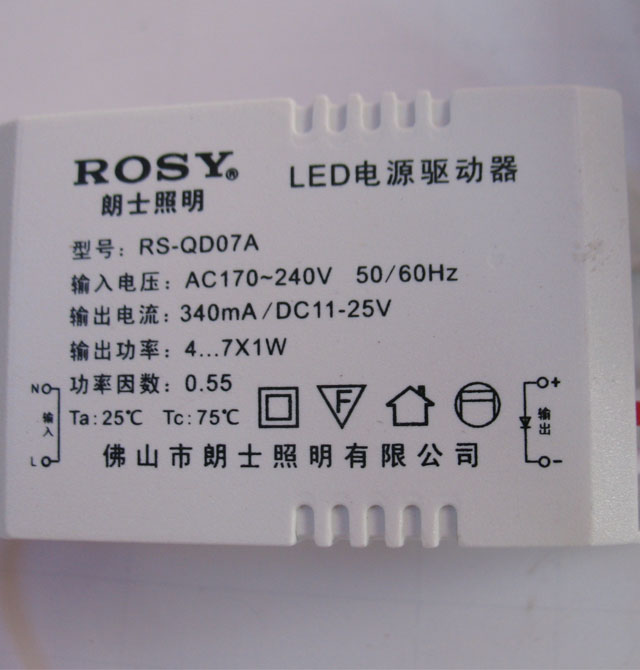 ROSY®
LED电源驱动器
朗士照明
型号: RS-QD07A
输入电压: AC170~240V 50/60Hz
输出电流: 340mA/DC11-25V
输出功率: 4...7X1W
功率因数: 0.55
Ta:25℃ Tc:75℃
N
输入
L
F
+
输出
-
佛山市朗士照明有限公司